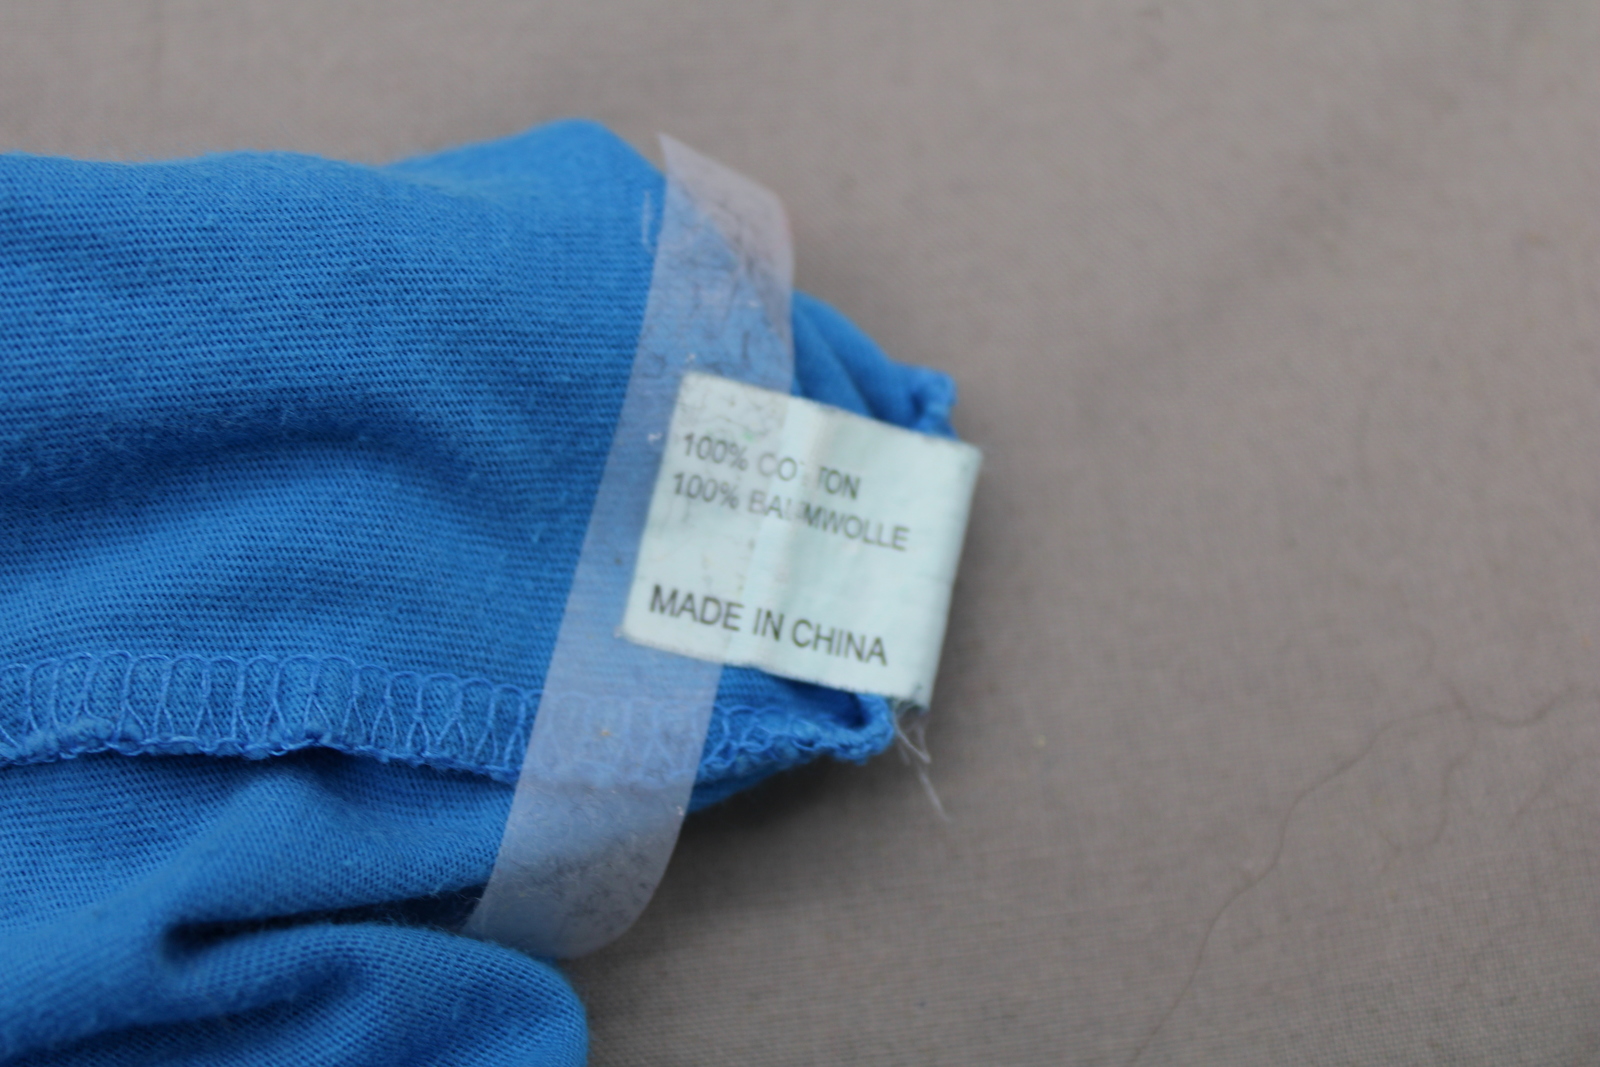 100% COTTON
100% BAUMWOLLE
MADE IN CHINA